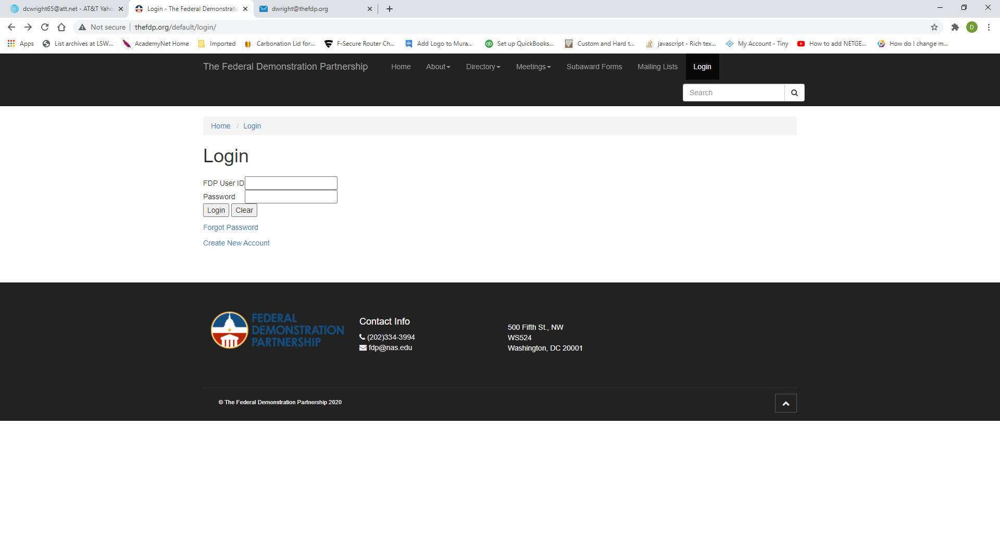 dcwright65@att.net - AT&T Yaho
Login - The Federal Demonstratio
dwright@thefdp.org
Not secure
thefdp.org/default/login/
D
Apps
List archives at LSW...
AcademyNet Home
Imported
Carbonation Lid for...
F-Secure Router Ch...
Add Logo to Mura...
Set up QuickBooks...
Custom and Hard t...
javascript - Rich tex...
My Account - Tiny
How to add NETGE...
How do I change m...
The Federal Demonstration Partnership
Home
About
Directory
Meetings
Subaward Forms
Mailing Lists
Login
Search
Home / Login
Login
FDP User ID
Password
Login
Clear
Forgot Password
Create New Account
FEDERAL
DEMONSTRATION
PARTNERSHIP
Contact Info
(202)334-3994
fdp@nas.edu
500 Fifth St., NW
WS524
Washington, DC 20001
© The Federal Demonstration Partnership 2020